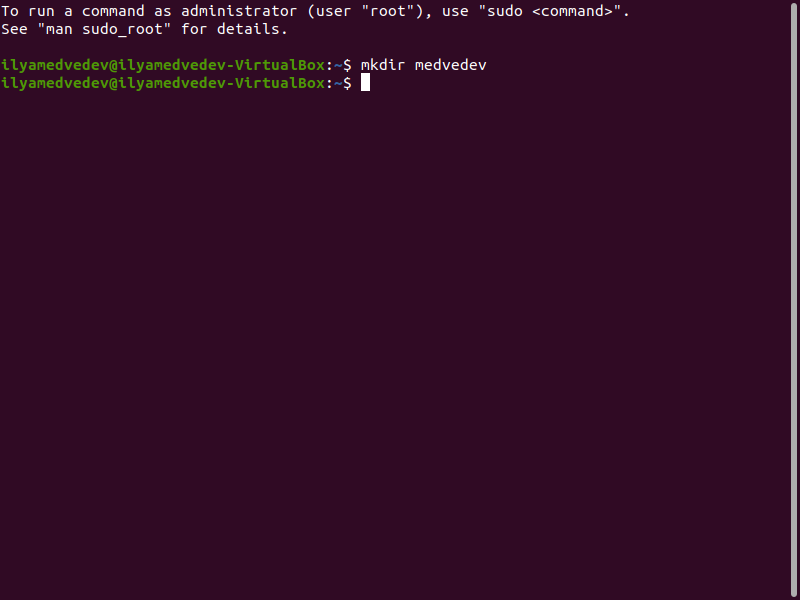 To run a command as administrator (user "root"), use "sudo <command>".
See "man sudo_root" for details.
ilyamedvedev@ilyamedvedev-VirtualBox:~$ mkdir medvedev
ilyamedvedev@ilyamedvedev-VirtualBox:~$